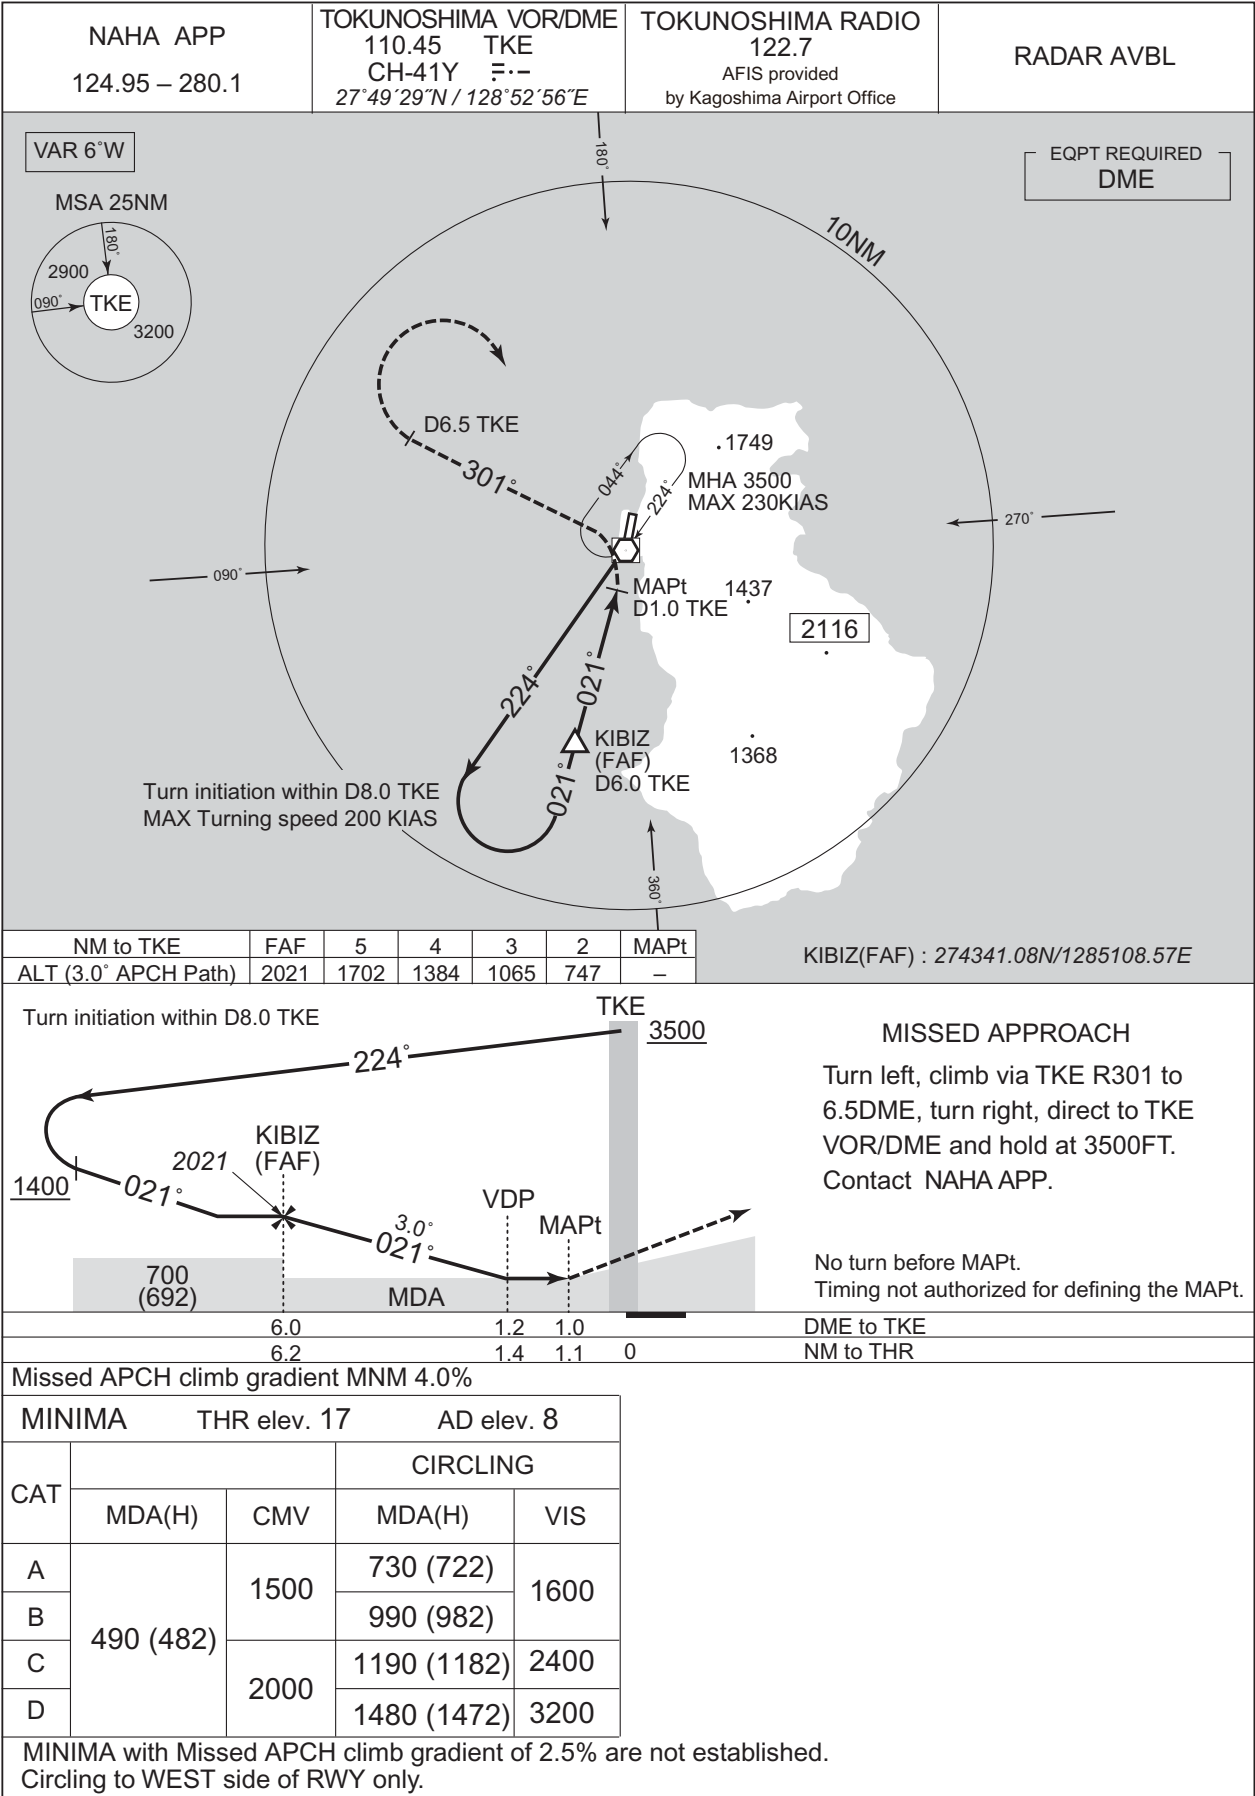 NAHA APP
124.95 – 280.1
TOKUNOSHIMA VOR/DME
110.45 TKE
CH-41Y
27°49´29˝N / 128°52´56˝E
TOKUNOSHIMA RADIO
122.7
AFIS provided
by Kagoshima Airport Office
RADAR AVBL
VAR 6°W
MSA 25NM
180°
2900
090°
TKE
3200
180°
EQPT REQUIRED
DME
10NM
D6.5 TKE
301°
044°
224°
1749
MHA 3500
MAX 230KIAS
270°
090°
MAPt
D1.0 TKE
1437
2116
224°
021°
KIBIZ
(FAF)
D6.0 TKE
1368
021°
Turn initiation within D8.0 TKE
MAX Turning speed 200 KIAS
360°
NM to TKE FAF 5 4 3 2 MAPt
ALT (3.0° APCH Path) 2021 1702 1384 1065 747 –
KIBIZ(FAF) : 274341.08N/1285108.57E
Turn initiation within D8.0 TKE
TKE
3500
224°
KIBIZ
(FAF)
2021
1400
021°
3.0°
021°
VDP
MAPt
700
(692)
MDA
MISSED APPROACH
Turn left, climb via TKE R301 to
6.5DME, turn right, direct to TKE
VOR/DME and hold at 3500FT.
Contact NAHA APP.
No turn before MAPt.
Timing not authorized for defining the MAPt.
6.0 1.2 1.0 DME to TKE
6.2 1.4 1.1 0 NM to THR
Missed APCH climb gradient MNM 4.0%
MINIMA THR elev. 17 AD elev. 8
CIRCLING
CAT MDA(H) CMV MDA(H) VIS
A 490 (482) 1500 730 (722) 1600
B 990 (982)
C 2000 1190 (1182) 2400
D 1480 (1472) 3200
MINIMA with Missed APCH climb gradient of 2.5% are not established.
Circling to WEST side of RWY only.